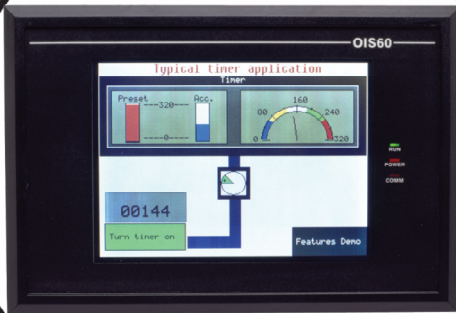 OIS60
Typical timer application
Timer
Preset
320
Acc.
0
0
80
160
240
320
RUN
POWER
COMM
00144
Turn timer on
Features Demo